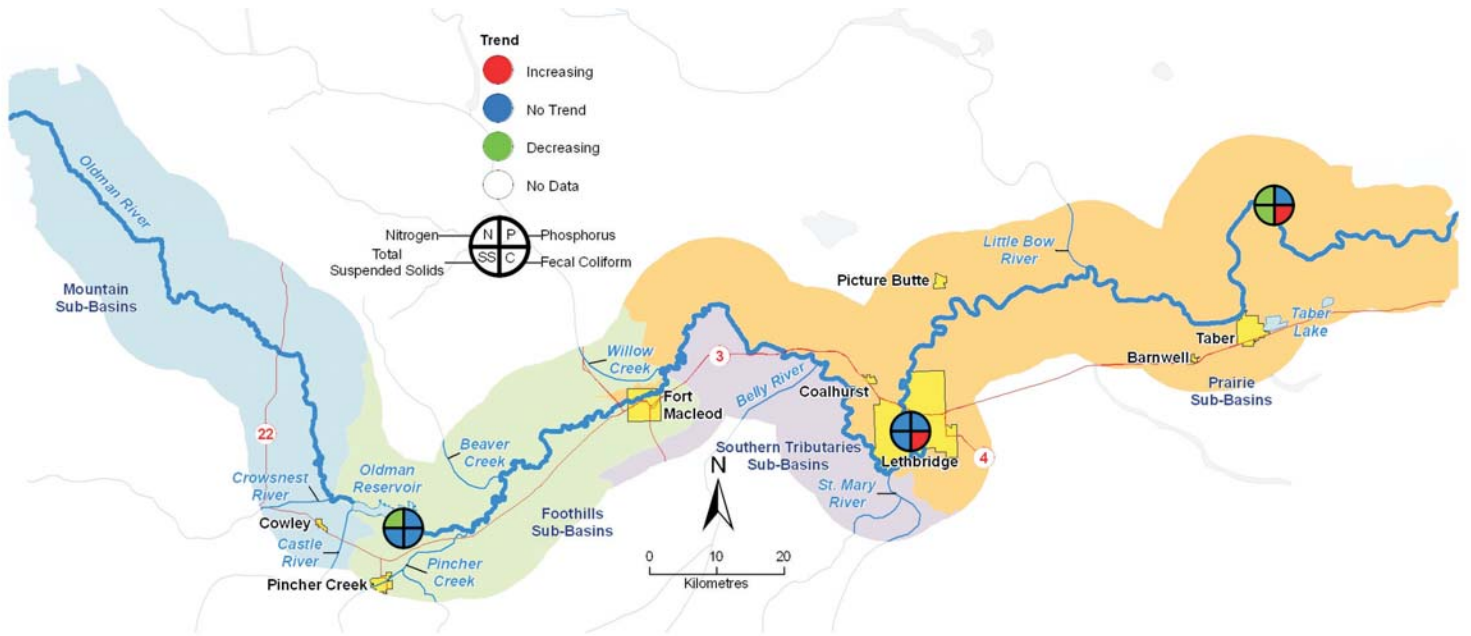 Trend
Increasing
No Trend
Decreasing
No Data
Nitrogen
N
P
Phosphorus
Total
Suspended Solids
SS
C
Fecal Coliform
Oldman River
Mountain
Sub-Basins
22
Crowsnest
River
Cowley
Castle
River
Pincher Creek
Oldman
Reservoir
Beaver
Creek
Pincher
Creek
Foothills
Sub-Basins
Willow
Creek
Fort
Macleod
3
Belly River
Coalhurst
Southern Tributaries
Sub-Basins
Lethbridge
4
St. Mary
River
N
0
10
20
Kilometres
Picture Butte
Little Bow
River
Taber
Taber
Lake
Barnwell
Prairie
Sub-Basins